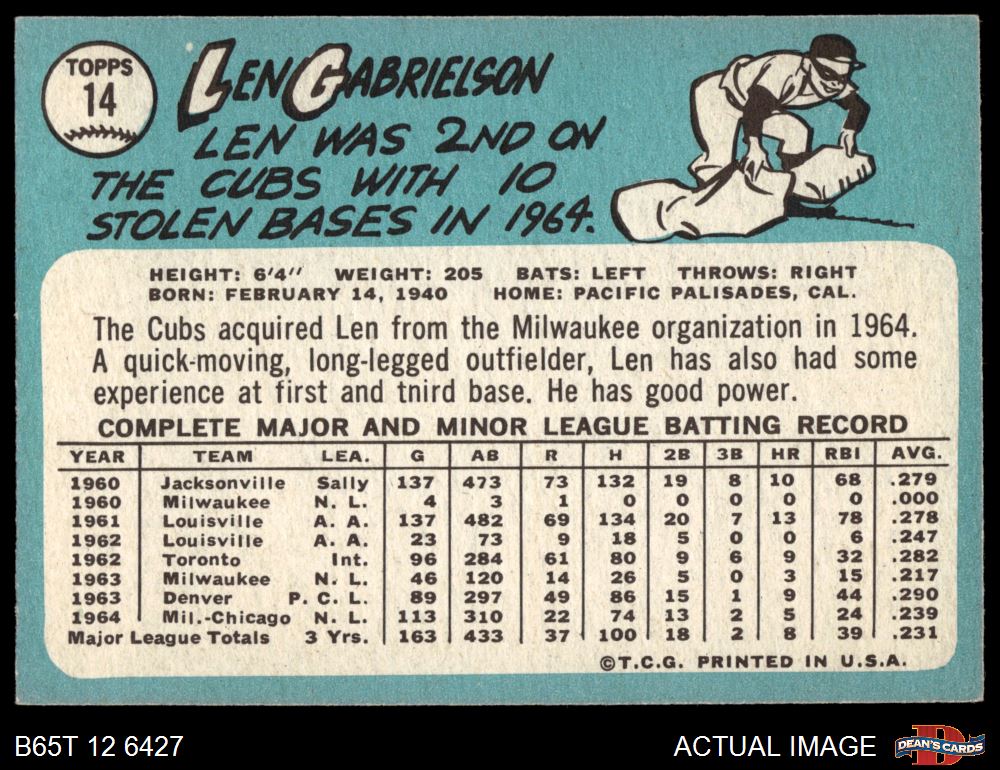 TOPPS
14
LEN GABRIELSON
LEN WAS 2ND ON
THE CUBS WITH 10
STOLEN BASES IN 1964.
HEIGHT: 6'4" WEIGHT: 205 BATS: LEFT THROWS: RIGHT
BORN: FEBRUARY 14, 1940 HOME: PACIFIC PALISADES, CAL.
The Cubs acquired Len from the Milwaukee organization in 1964.
A quick-moving, long-legged outfielder, Len has also had some
experience at first and tnird base. He has good power.
COMPLETE MAJOR AND MINOR LEAGUE BATTING RECORD
YEAR TEAM LEA. G AB R H 2B 3B HR RBI AVG.
1960 Jacksonville Sally 137 473 73 132 19 8 10 68 .279
1960 Milwaukee N. L. 4 3 1 0 0 0 0 0 .000
1961 Louisville A. A. 137 482 69 134 20 7 13 78 .278
1962 Louisville A. A. 23 73 9 18 5 0 0 6 .247
1962 Toronto Int. 96 284 61 80 9 6 9 32 .282
1963 Milwaukee N. L. 46 120 14 26 5 0 3 15 .217
1963 Denver P. C. L. 89 297 49 86 15 1 9 44 .290
1964 Mil.-Chicago N. L. 113 310 22 74 13 2 5 24 .239
Major League Totals 3 Yrs. 163 433 37 100 18 2 8 39 .231
©T.C.G. PRINTED IN U.S.A.
B65T 12 6427
ACTUAL IMAGE
D
DEAN'S CARDS